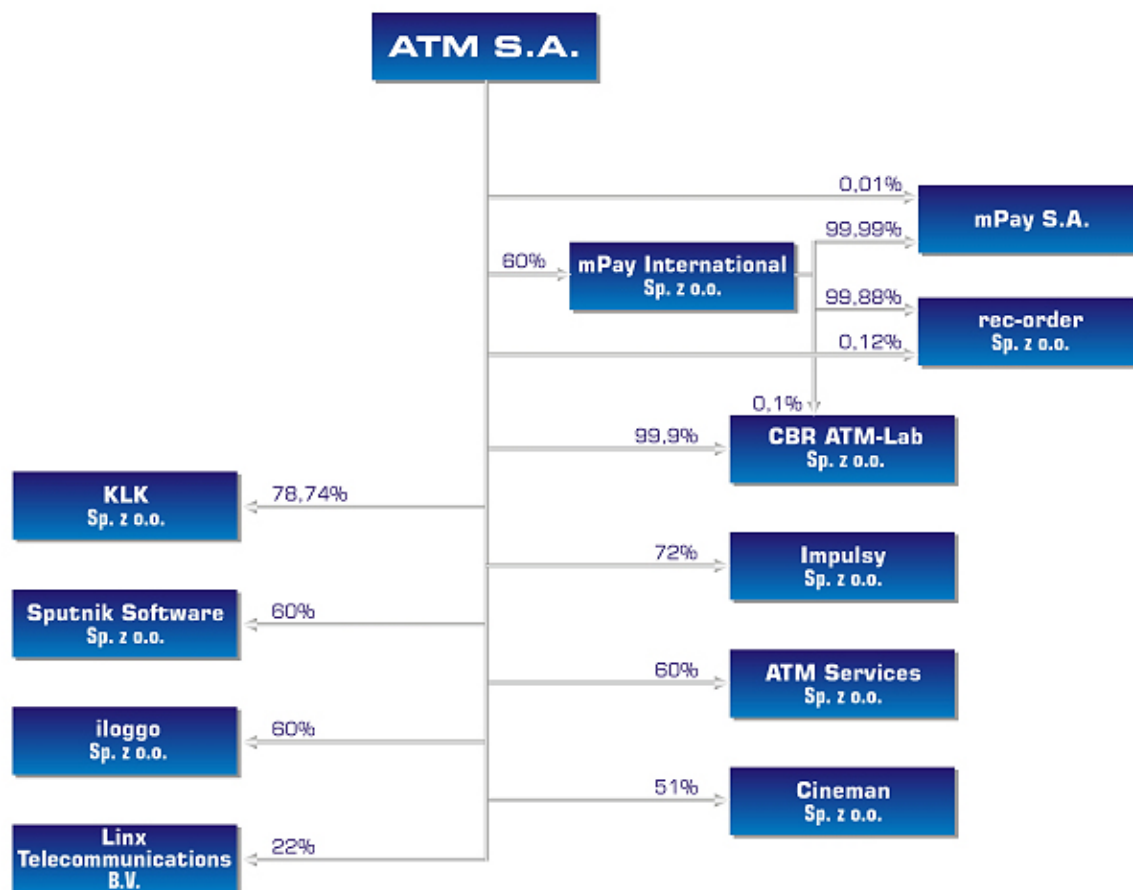 ATM S.A.
0,01%
mPay S.A.
99,99%
60%
mPay International
Sp. z o.o.
99,88%
rec-order
Sp. z o.o.
0,12%
0,1%
99,9%
CBR ATM-Lab
Sp. z o.o.
KLK
Sp. z o.o.
78,74%
72%
Impulsy
Sp. z o.o.
Sputnik Software
Sp. z o.o.
60%
60%
ATM Services
Sp. z o.o.
iloggo
Sp. z o.o.
60%
51%
Cineman
Sp. z o.o.
Linx
Telecommunications
B.V.
22%